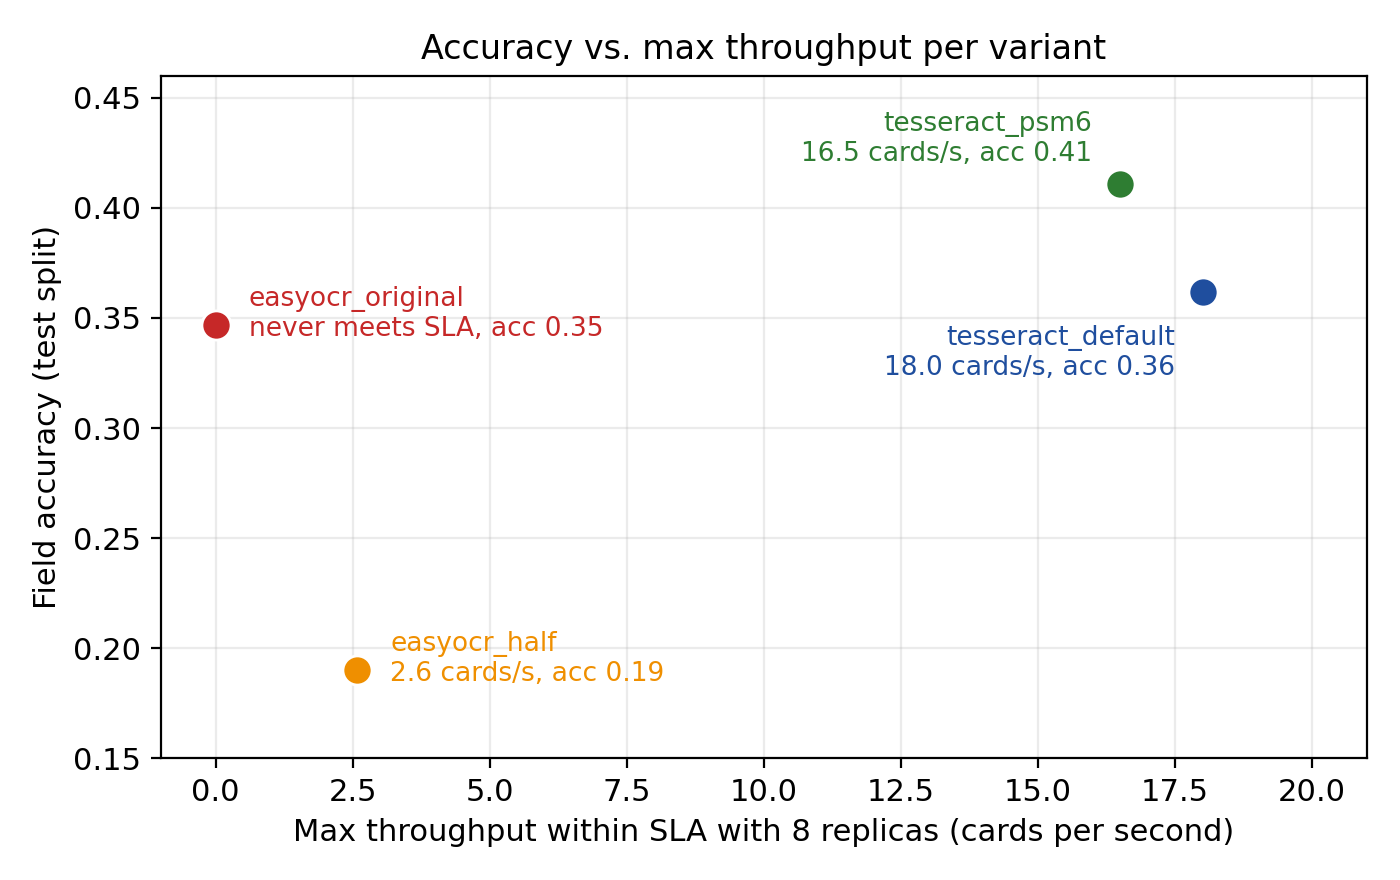 Accuracy vs. max throughput per variant
Field accuracy (test split)
0.45
0.40
0.35
0.30
0.25
0.20
0.15
tesseract_psm6
16.5 cards/s, acc 0.41
easyocr_original
never meets SLA, acc 0.35
tesseract_default
18.0 cards/s, acc 0.36
easyocr_half
2.6 cards/s, acc 0.19
0.0 2.5 5.0 7.5 10.0 12.5 15.0 17.5 20.0
Max throughput within SLA with 8 replicas (cards per second)